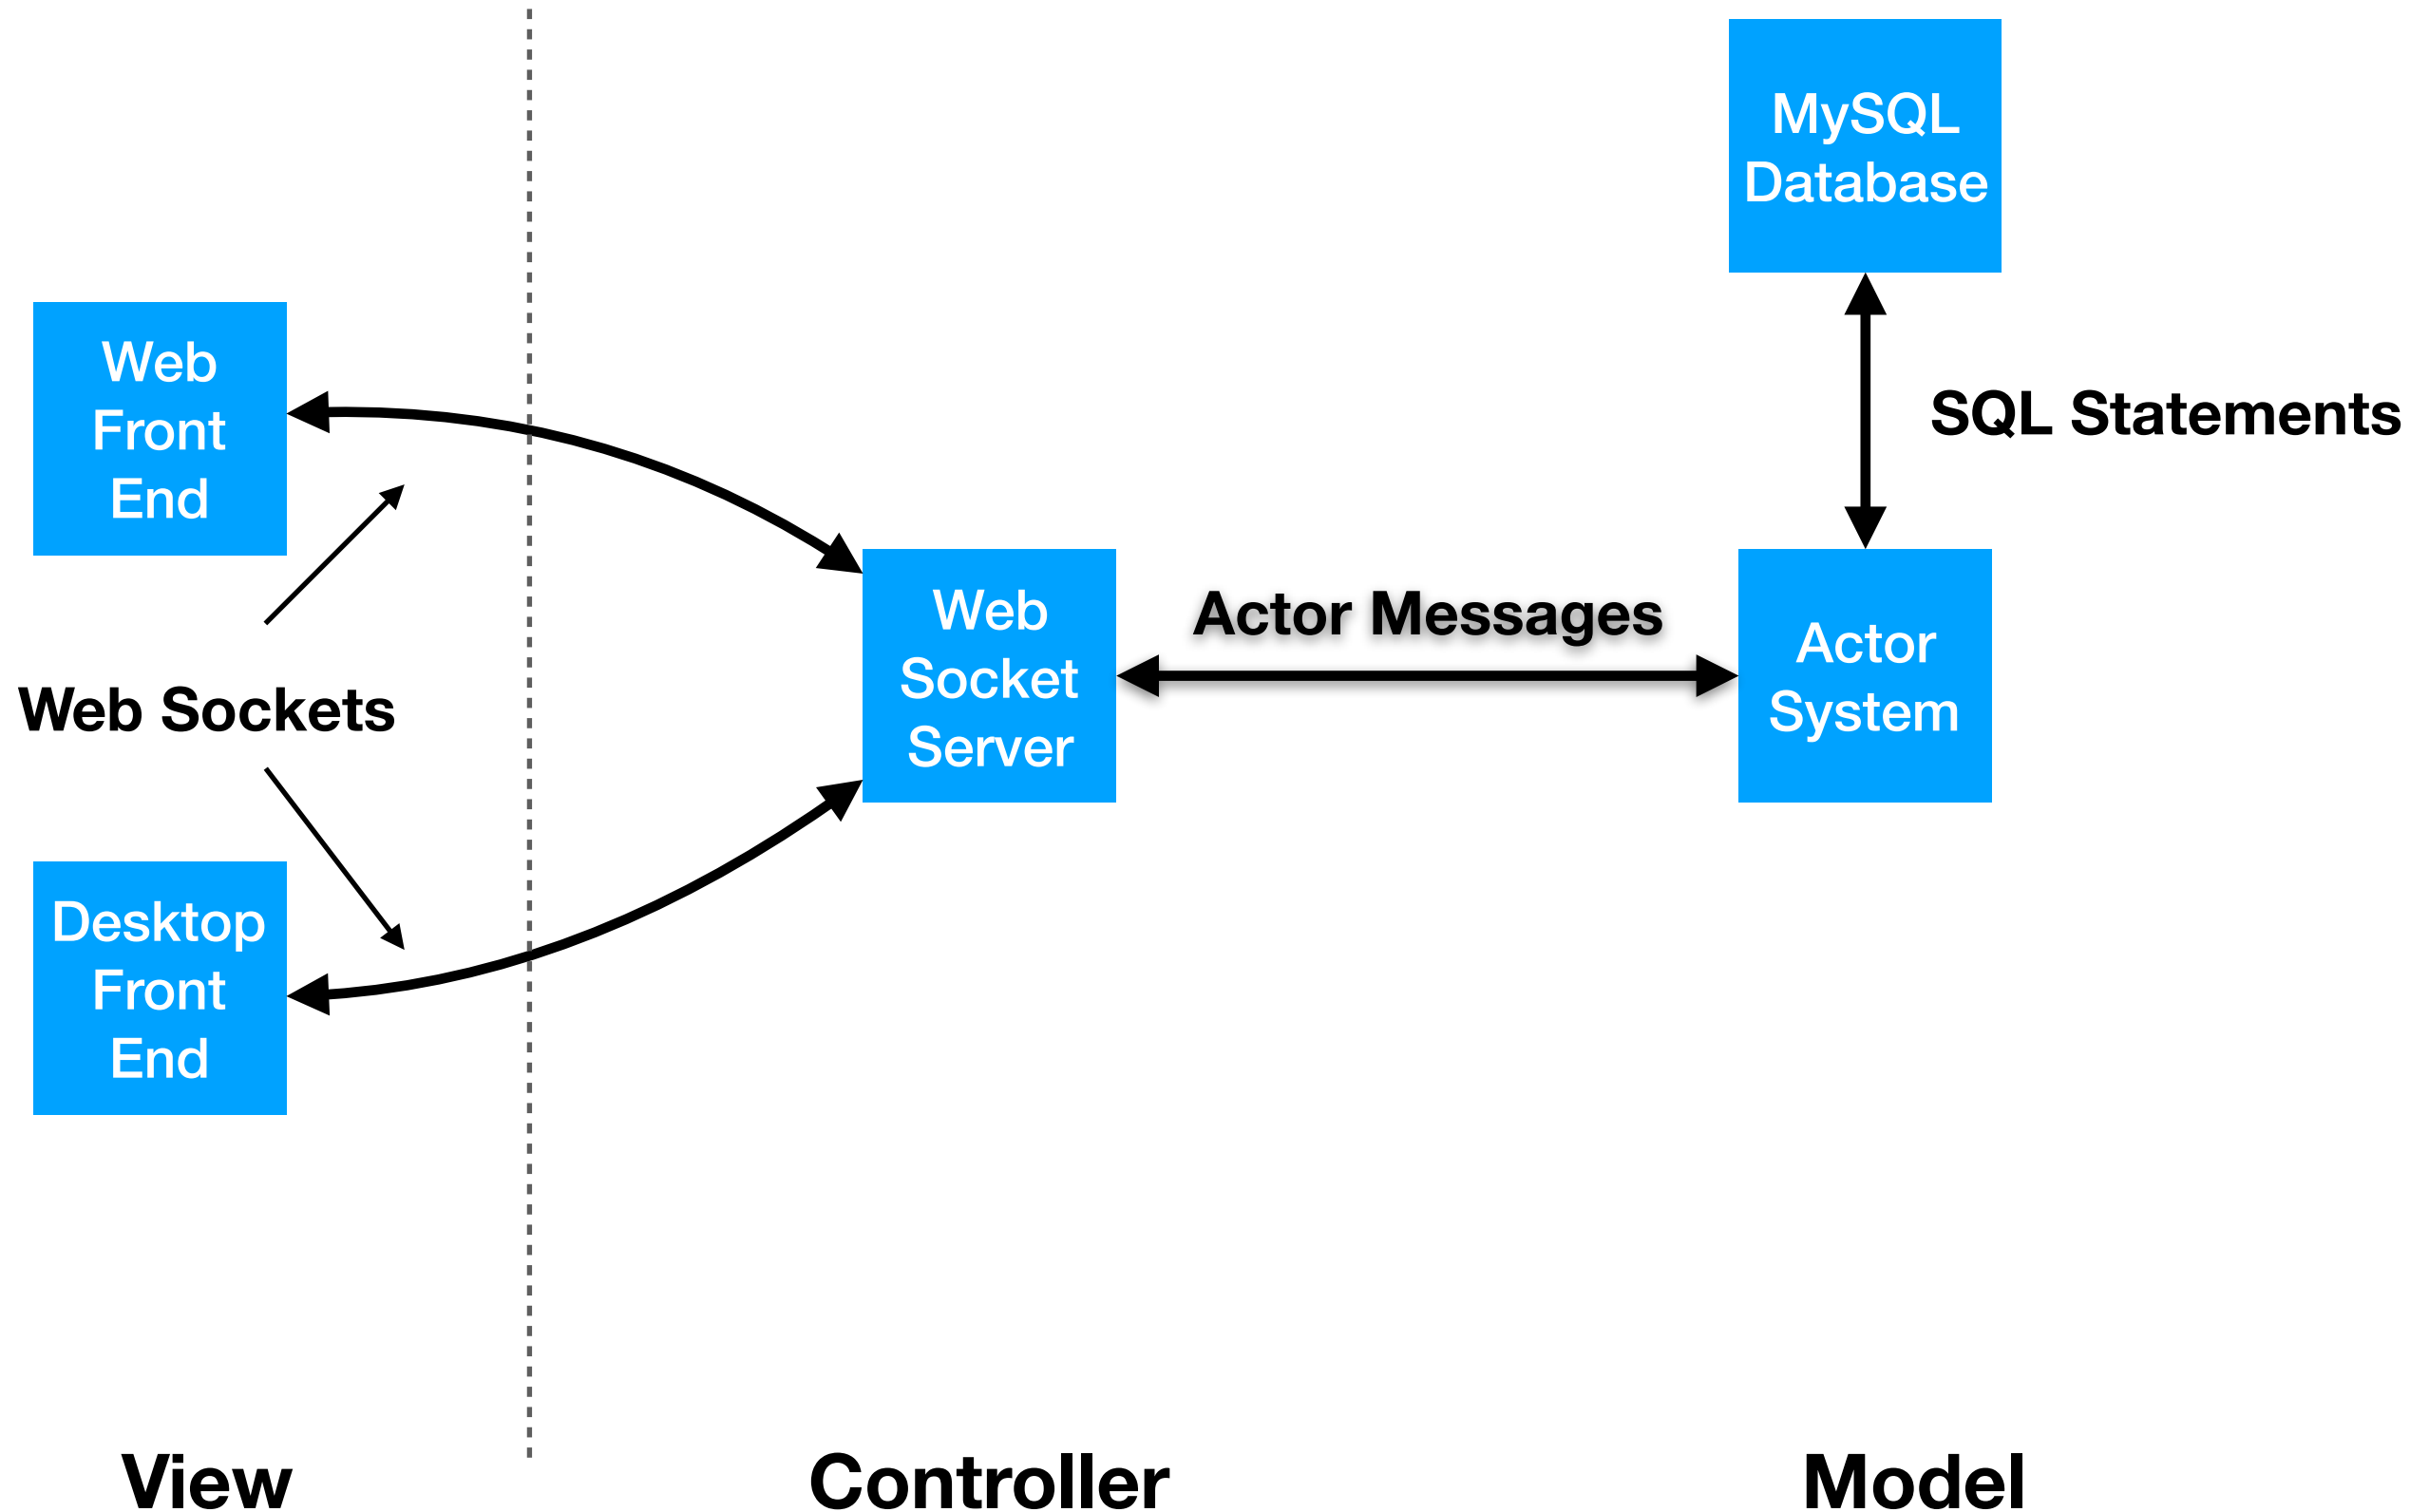 MySQL
Database
Web
Front
End
SQL Statements
Web Sockets
Web
Socket
Server
Actor Messages
Actor
System
Desktop
Front
End
View
Controller
Model